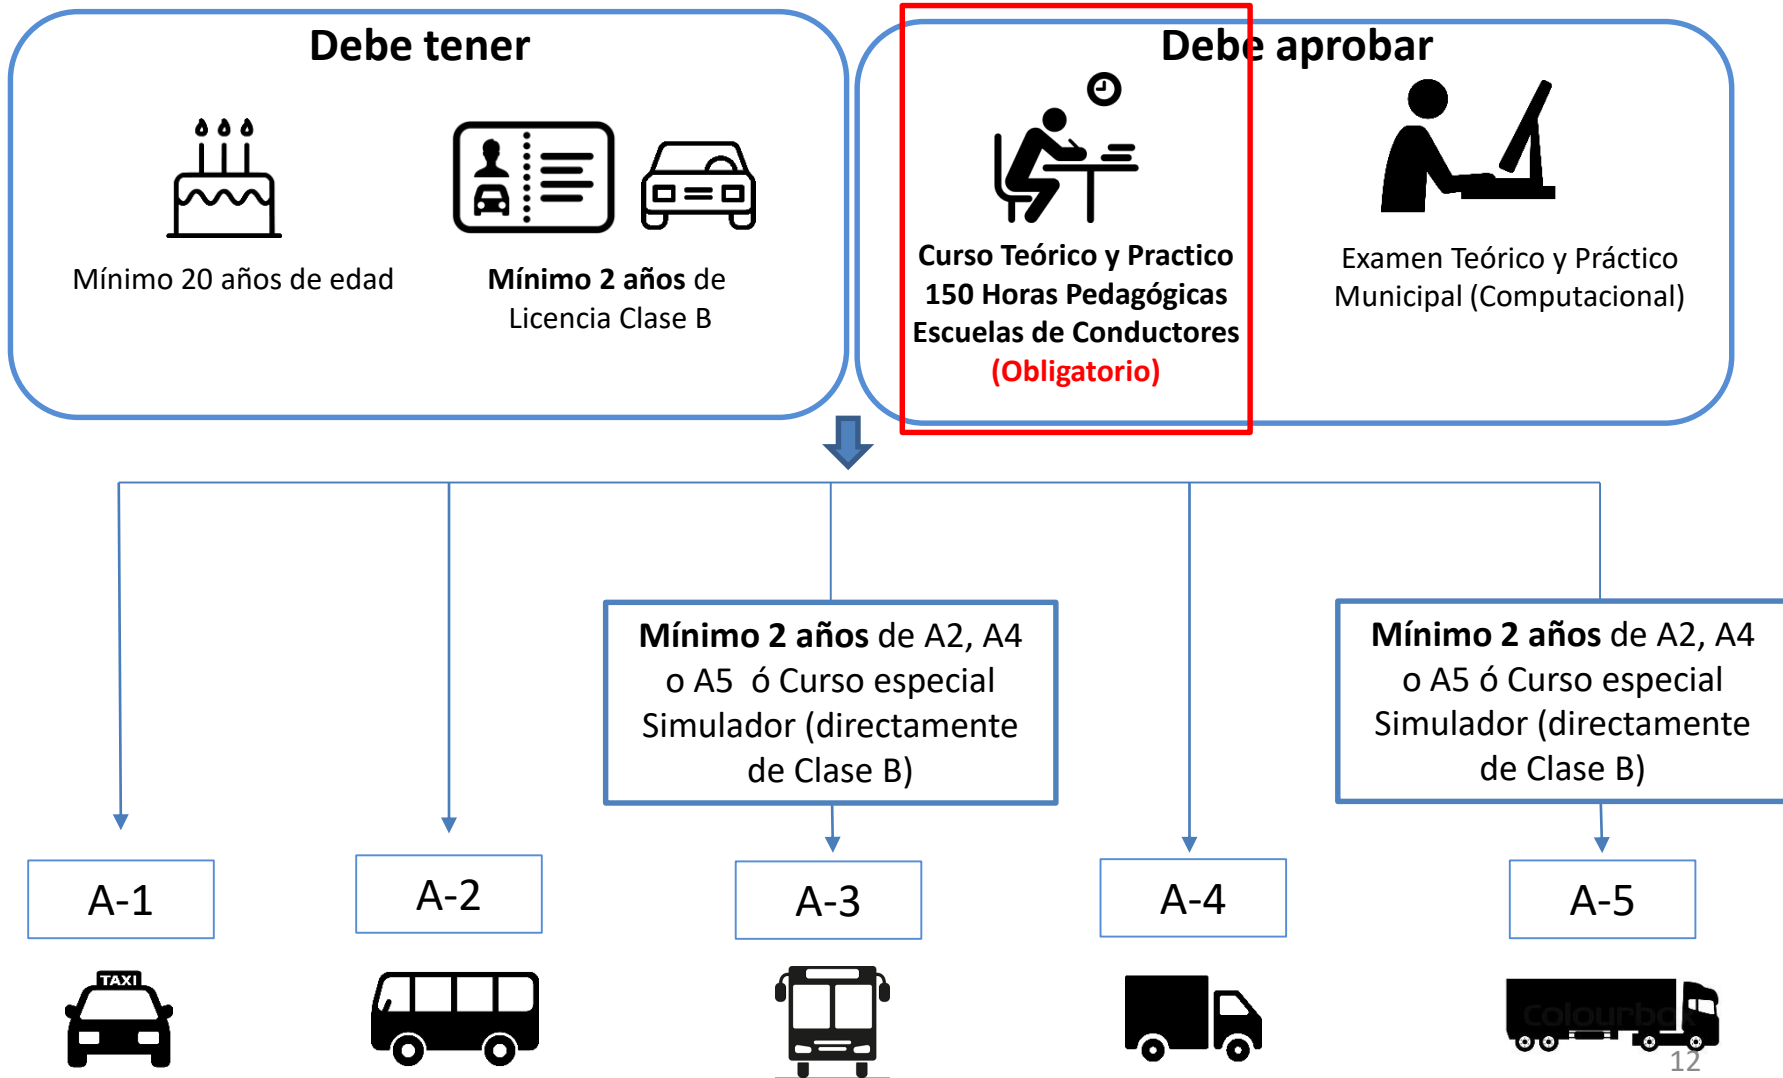 Debe tener
Mínimo 20 años de edad
Mínimo 2 años de
Licencia Clase B
Debe aprobar
Curso Teórico y Practico
150 Horas Pedagógicas
Escuelas de Conductores
(Obligatorio)
Examen Teórico y Práctico
Municipal (Computacional)
Mínimo 2 años de A2, A4
o A5 ó Curso especial
Simulador (directamente
de Clase B)
Mínimo 2 años de A2, A4
o A5 ó Curso especial
Simulador (directamente
de Clase B)
A-1
A-2
A-3
A-4
A-5
TAXI
colourbox
12